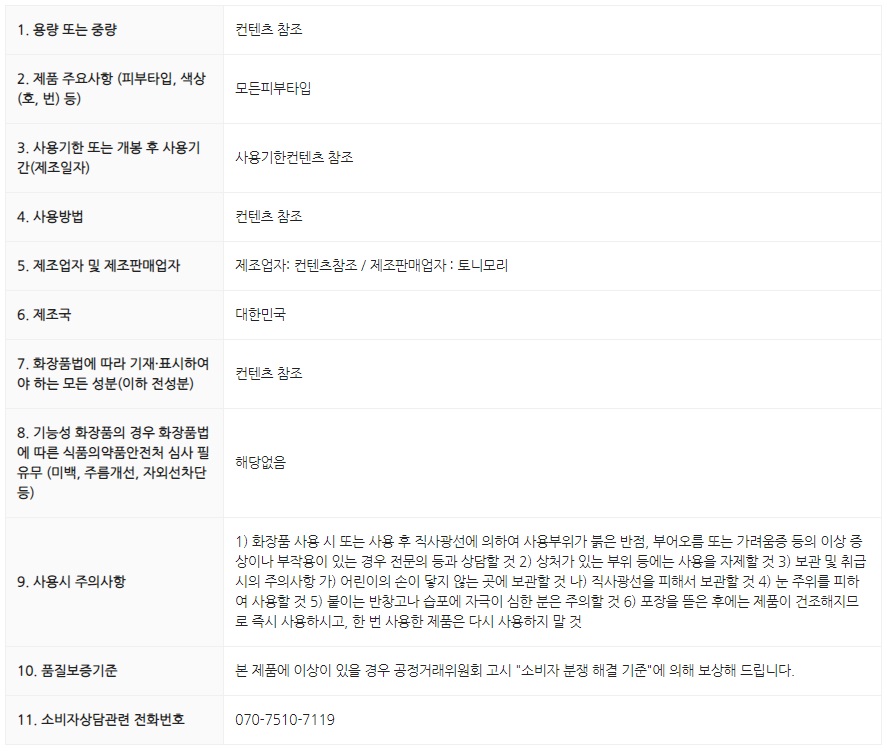 1. 용량 또는 중량
컨텐츠 참조
2. 제품 주요사항 (피부타입, 색상
(호, 번) 등)
모든피부타입
3. 사용기한 또는 개봉 후 사용기
간(제조일자)
사용기한컨텐츠 참조
4. 사용방법
컨텐츠 참조
5. 제조업자 및 제조판매업자
제조업자: 컨텐츠참조 / 제조판매업자 : 토니모리
6. 제조국
대한민국
7. 화장품법에 따라 기재·표시하여
야 하는 모든 성분(이하 전성분)
컨텐츠 참조
8. 기능성 화장품의 경우 화장품법
에 따른 식품의약품안전처 심사 필
유무 (미백, 주름개선, 자외선차단
등)
해당없음
9. 사용시 주의사항
1) 화장품 사용 시 또는 사용 후 직사광선에 의하여 사용부위가 붉은 반점, 부어오름 또는 가려움증 등의 이상 증
상이나 부작용이 있는 경우 전문의 등과 상담할 것 2) 상처가 있는 부위 등에는 사용을 자제할 것 3) 보관 및 취급
시의 주의사항 가) 어린이의 손이 닿지 않는 곳에 보관할 것 나) 직사광선을 피해서 보관할 것 4) 눈 주위를 피하
여 사용할 것 5) 붙이는 반창고나 습포에 자극이 심한 분은 주의할 것 6) 포장을 뜯은 후에는 제품이 건조해지므
로 즉시 사용하시고, 한 번 사용한 제품은 다시 사용하지 말 것
10. 품질보증기준
본 제품에 이상이 있을 경우 공정거래위원회 고시 "소비자 분쟁 해결 기준"에 의해 보상해 드립니다.
11. 소비자상담관련 전화번호
070-7510-7119